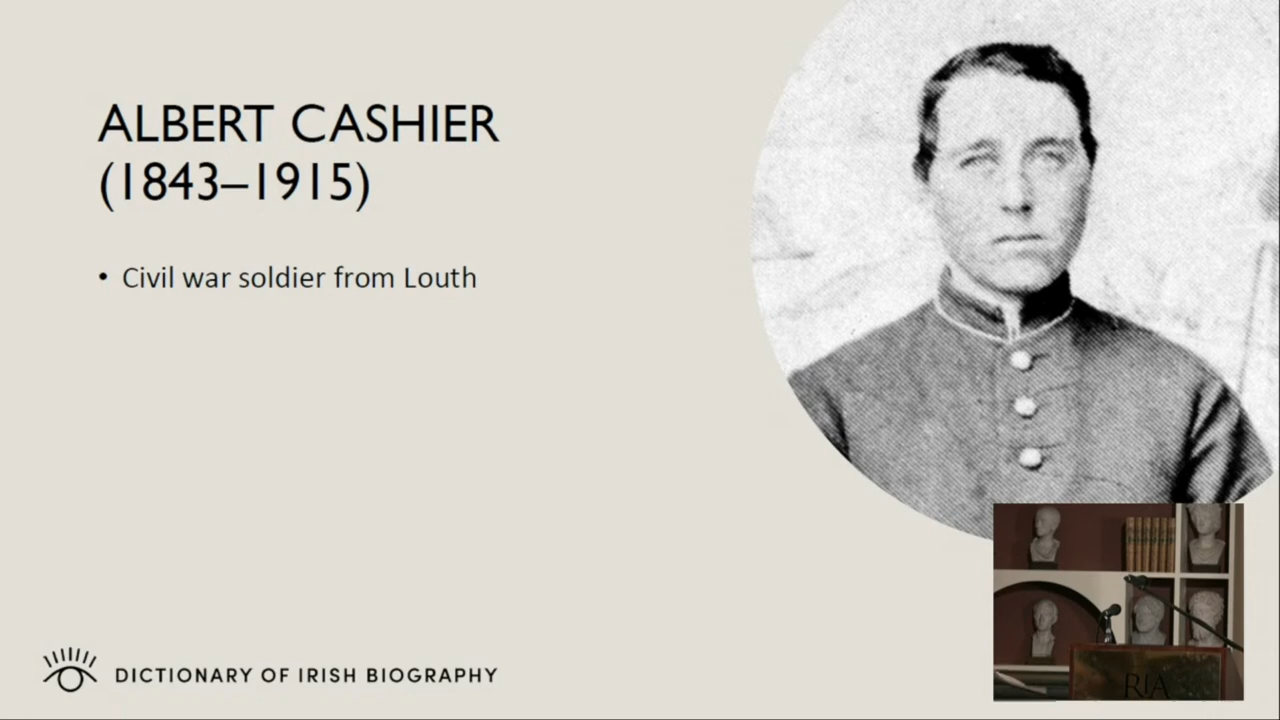 ALBERT CASHIER
(1843–1915)
• Civil war soldier from Louth
DICTIONARY OF IRISH BIOGRAPHY
RIA